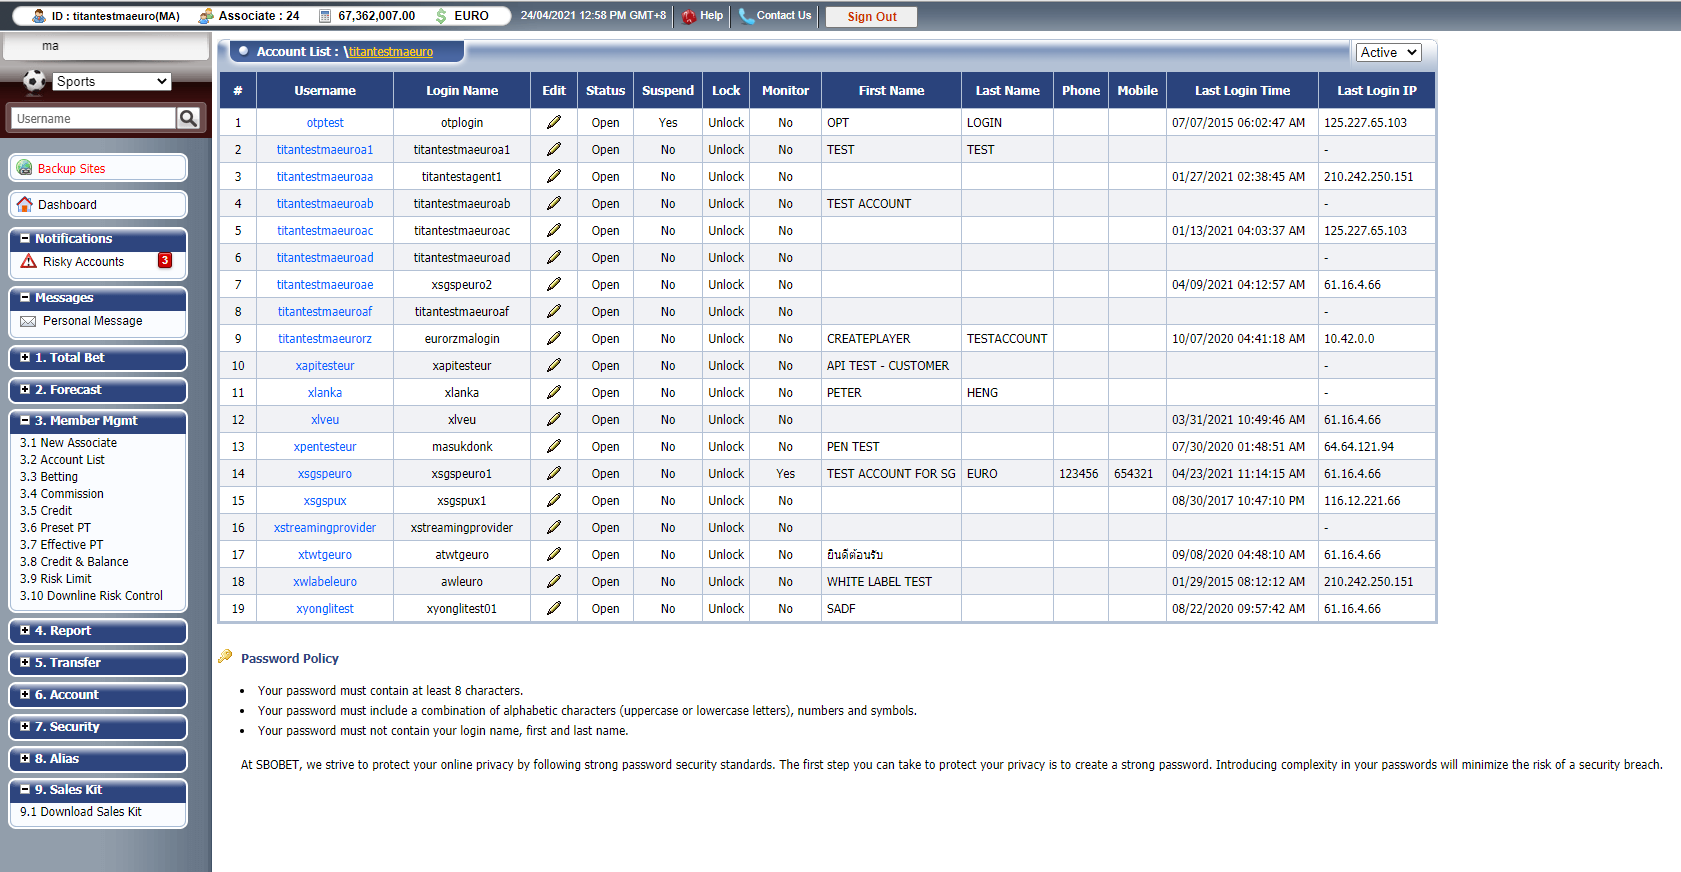 ID : titantestmaeuro(MA) Associate : 24 67,362,007.00 EURO 24/04/2021 12:58 PM GMT+8 Help Contact Us Sign Out
ma
Sports
Username
Backup Sites
Dashboard
Notifications
Risky Accounts 3
Messages
Personal Message
1. Total Bet
2. Forecast
3. Member Mgmt
3.1 New Associate
3.2 Account List
3.3 Betting
3.4 Commission
3.5 Credit
3.6 Preset PT
3.7 Effective PT
3.8 Credit & Balance
3.9 Risk Limit
3.10 Downline Risk Control
4. Report
5. Transfer
6. Account
7. Security
8. Alias
9. Sales Kit
9.1 Download Sales Kit
Account List : \titantestmaeuro Active
# Username Login Name Edit Status Suspend Lock Monitor First Name Last Name Phone Mobile Last Login Time Last Login IP
1 otptest otplogin Open Yes Unlock No OPT LOGIN 07/07/2015 06:02:47 AM 125.227.65.103
2 titantestmaeuroa1 titantestmaeuroa1 Open No Unlock No TEST TEST -
3 titantestmaeuroaa titantestagent1 Open No Unlock No 01/27/2021 02:38:45 AM 210.242.250.151
4 titantestmaeuroab titantestmaeuroab Open No Unlock No TEST ACCOUNT -
5 titantestmaeuroac titantestmaeuroac Open No Unlock No 01/13/2021 04:03:37 AM 125.227.65.103
6 titantestmaeuroad titantestmaeuroad Open No Unlock No -
7 titantestmaeuroae xsgspeuro2 Open No Unlock No 04/09/2021 04:12:57 AM 61.16.4.66
8 titantestmaeuroaf titantestmaeuroaf Open No Unlock No -
9 titantestmaeurorz eurorzmalogin Open No Unlock No CREATEPLAYER TESTACCOUNT 10/07/2020 04:41:18 AM 10.42.0.0
10 xapitesteur xapitesteur Open No Unlock No API TEST - CUSTOMER -
11 xlanka xlanka Open No Unlock No PETER HENG -
12 xlveu xlveu Open No Unlock No 03/31/2021 10:49:46 AM 61.16.4.66
13 xpentesteur masukdonk Open No Unlock No PEN TEST 07/30/2020 01:48:51 AM 64.64.121.94
14 xsgspeuro xsgspeuro1 Open No Unlock Yes TEST ACCOUNT FOR SG EURO 123456 654321 04/23/2021 11:14:15 AM 61.16.4.66
15 xsgspux xsgspux1 Open No Unlock No 08/30/2017 10:47:10 PM 116.12.221.66
16 xstreamingprovider xstreamingprovider Open No Unlock No -
17 xtwtgeuro atwtgeuro Open No Unlock No ยินดีต้อนรับ 09/08/2020 04:48:10 AM 61.16.4.66
18 xwlabeleuro awleuro Open No Unlock No WHITE LABEL TEST 01/29/2015 08:12:12 AM 210.242.250.151
19 xyonglitest xyonglitest01 Open No Unlock No SADF 08/22/2020 09:57:42 AM 61.16.4.66
Password Policy
• Your password must contain at least 8 characters.
• Your password must include a combination of alphabetic characters (uppercase or lowercase letters), numbers and symbols.
• Your password must not contain your login name, first and last name.
At SBOBET, we strive to protect your online privacy by following strong password security standards. The first step you can take to protect your privacy is to create a strong password. Introducing complexity in your passwords will minimize the risk of a security breach.